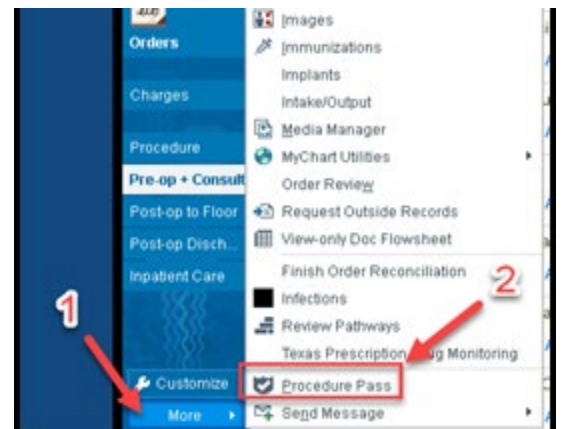 Orders
Charges
Procedure
Pre-op + Consult
Post-op to Floor
Post-op Disch...
Inpatient Care
Customize
More
Images
Immunizations
Implants
Intake/Output
Media Manager
MyChart Utilities
Order Review
Request Outside Records
View-only Doc Flowsheet
Finish Order Reconciliation
Infections
Review Pathways
Texas Prescription ug Monitoring
Procedure Pass
Send Message
1
2